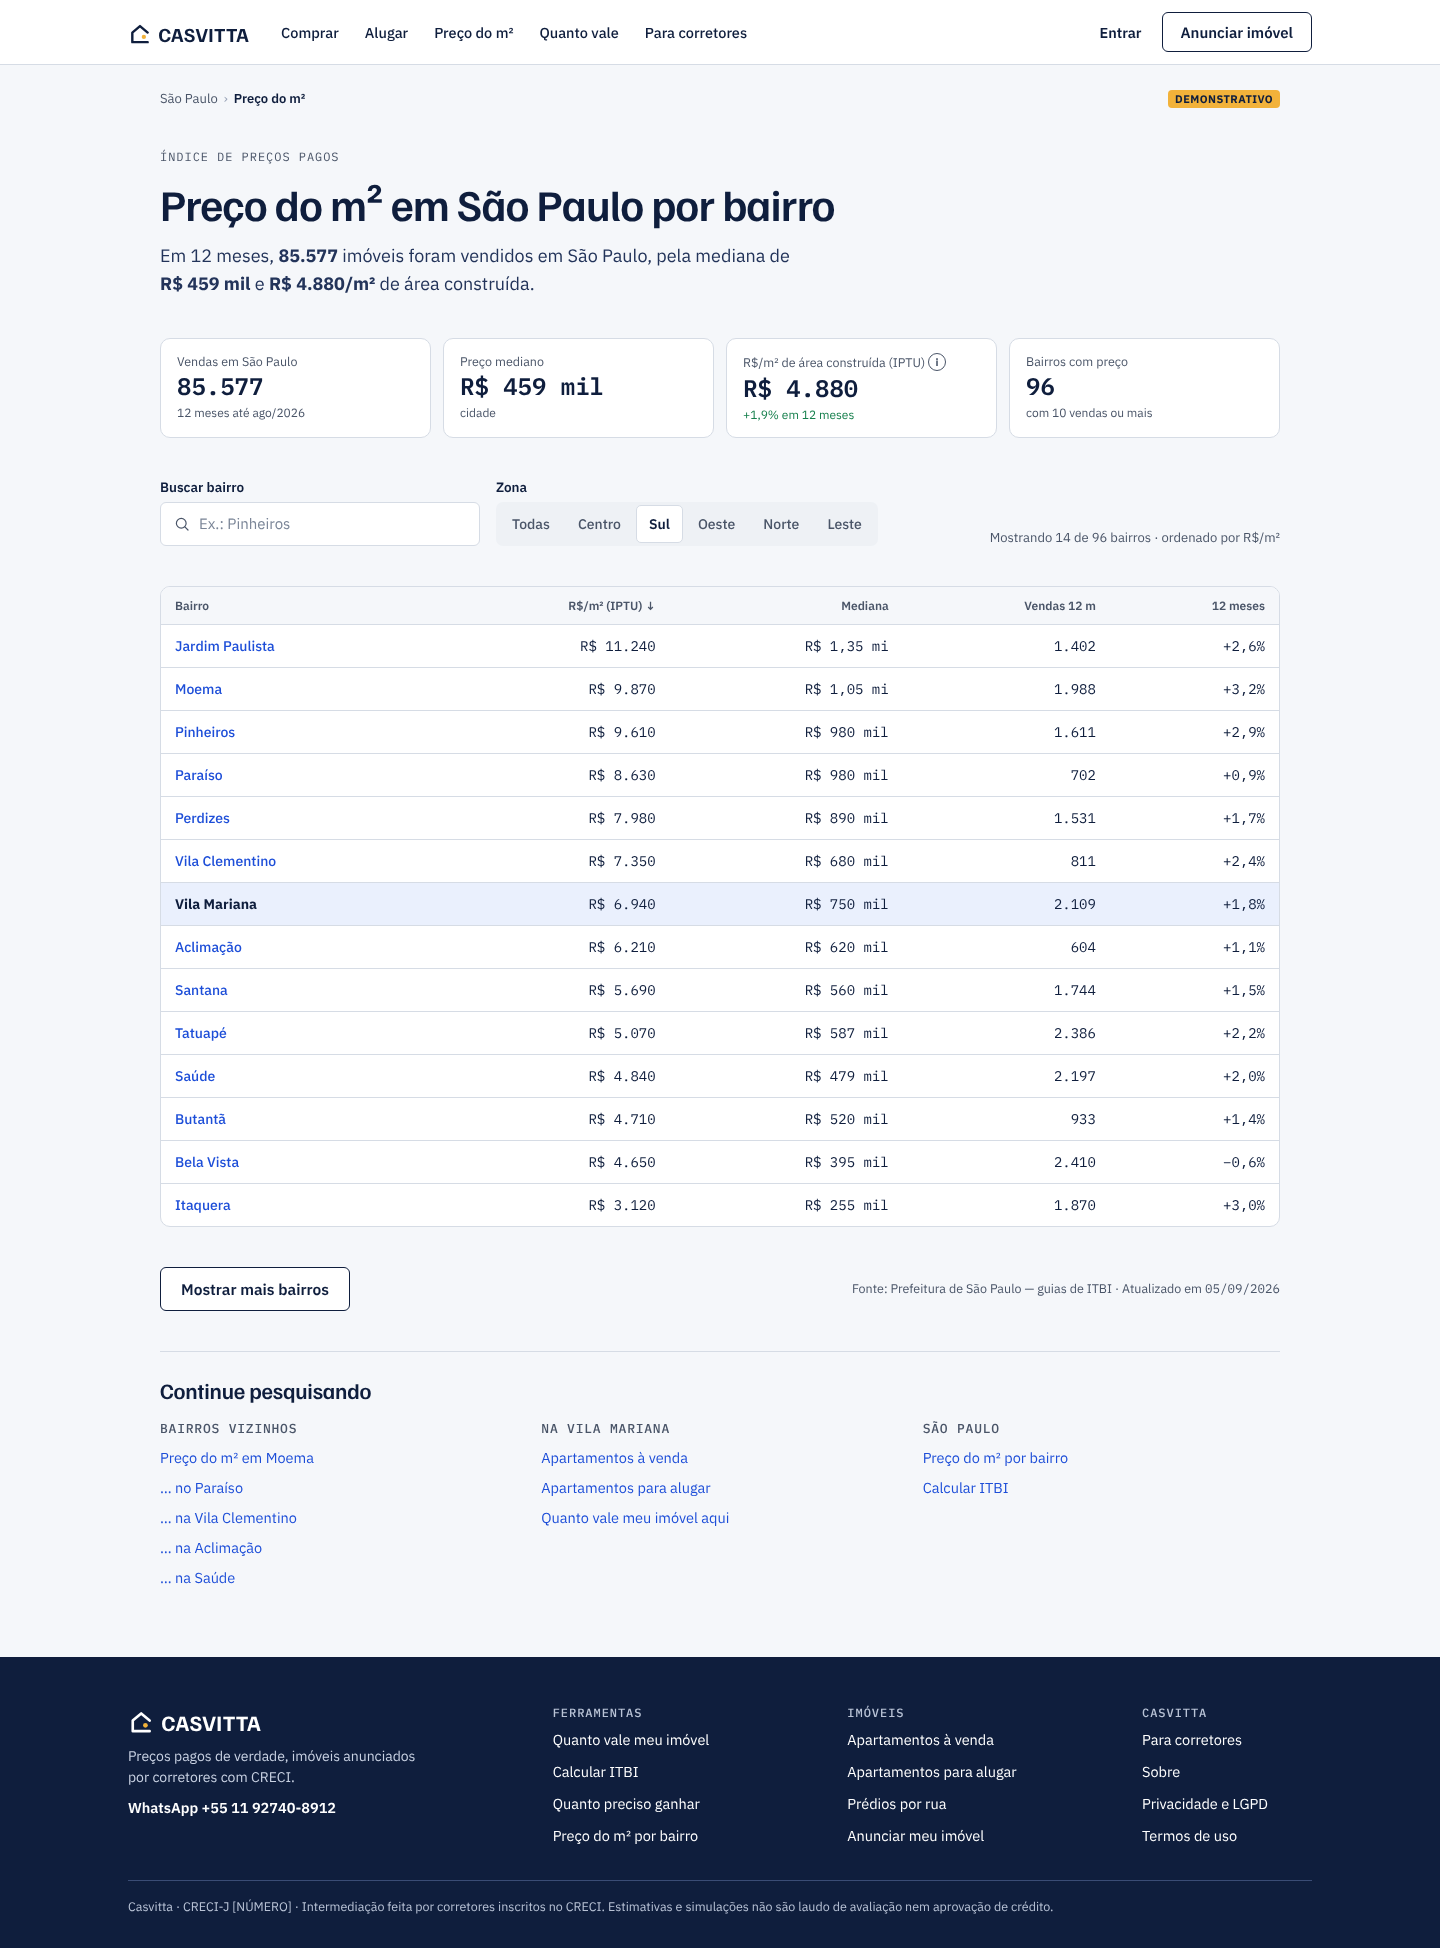 CASVITTA Comprar Alugar Preço do m² Quanto vale Para corretores Entrar Anunciar imóvel
São Paulo › Preço do m² DEMONSTRATIVO
ÍNDICE DE PREÇOS PAGOS
Preço do m² em São Paulo por bairro
Em 12 meses, 85.577 imóveis foram vendidos em São Paulo, pela mediana de
R$ 459 mil e R$ 4.880/m² de área construída.
Vendas em São Paulo
85.577
12 meses até ago/2026
Preço mediano
R$ 459 mil
cidade
R$/m² de área construída (IPTU) i
R$ 4.880
+1,9% em 12 meses
Bairros com preço
96
com 10 vendas ou mais
Buscar bairro
Ex.: Pinheiros
Zona
Todas Centro Sul Oeste Norte Leste
Mostrando 14 de 96 bairros · ordenado por R$/m²
Bairro R$/m² (IPTU) ↓ Mediana Vendas 12 m 12 meses
Jardim Paulista R$ 11.240 R$ 1,35 mi 1.402 +2,6%
Moema R$ 9.870 R$ 1,05 mi 1.988 +3,2%
Pinheiros R$ 9.610 R$ 980 mil 1.611 +2,9%
Paraíso R$ 8.630 R$ 980 mil 702 +0,9%
Perdizes R$ 7.980 R$ 890 mil 1.531 +1,7%
Vila Clementino R$ 7.350 R$ 680 mil 811 +2,4%
Vila Mariana R$ 6.940 R$ 750 mil 2.109 +1,8%
Aclimação R$ 6.210 R$ 620 mil 604 +1,1%
Santana R$ 5.690 R$ 560 mil 1.744 +1,5%
Tatuapé R$ 5.070 R$ 587 mil 2.386 +2,2%
Saúde R$ 4.840 R$ 479 mil 2.197 +2,0%
Butantã R$ 4.710 R$ 520 mil 933 +1,4%
Bela Vista R$ 4.650 R$ 395 mil 2.410 −0,6%
Itaquera R$ 3.120 R$ 255 mil 1.870 +3,0%
Mostrar mais bairros
Fonte: Prefeitura de São Paulo — guias de ITBI · Atualizado em 05/09/2026
Continue pesquisando
BAIRROS VIZINHOS
Preço do m² em Moema
... no Paraíso
... na Vila Clementino
... na Aclimação
... na Saúde
NA VILA MARIANA
Apartamentos à venda
Apartamentos para alugar
Quanto vale meu imóvel aqui
SÃO PAULO
Preço do m² por bairro
Calcular ITBI
CASVITTA
Preços pagos de verdade, imóveis anunciados
por corretores com CRECI.
WhatsApp +55 11 92740-8912
FERRAMENTAS
Quanto vale meu imóvel
Calcular ITBI
Quanto preciso ganhar
Preço do m² por bairro
IMÓVEIS
Apartamentos à venda
Apartamentos para alugar
Prédios por rua
Anunciar meu imóvel
CASVITTA
Para corretores
Sobre
Privacidade e LGPD
Termos de uso
Casvitta · CRECI-J [NÚMERO] · Intermediação feita por corretores inscritos no CRECI. Estimativas e simulações não são laudo de avaliação nem aprovação de crédito.